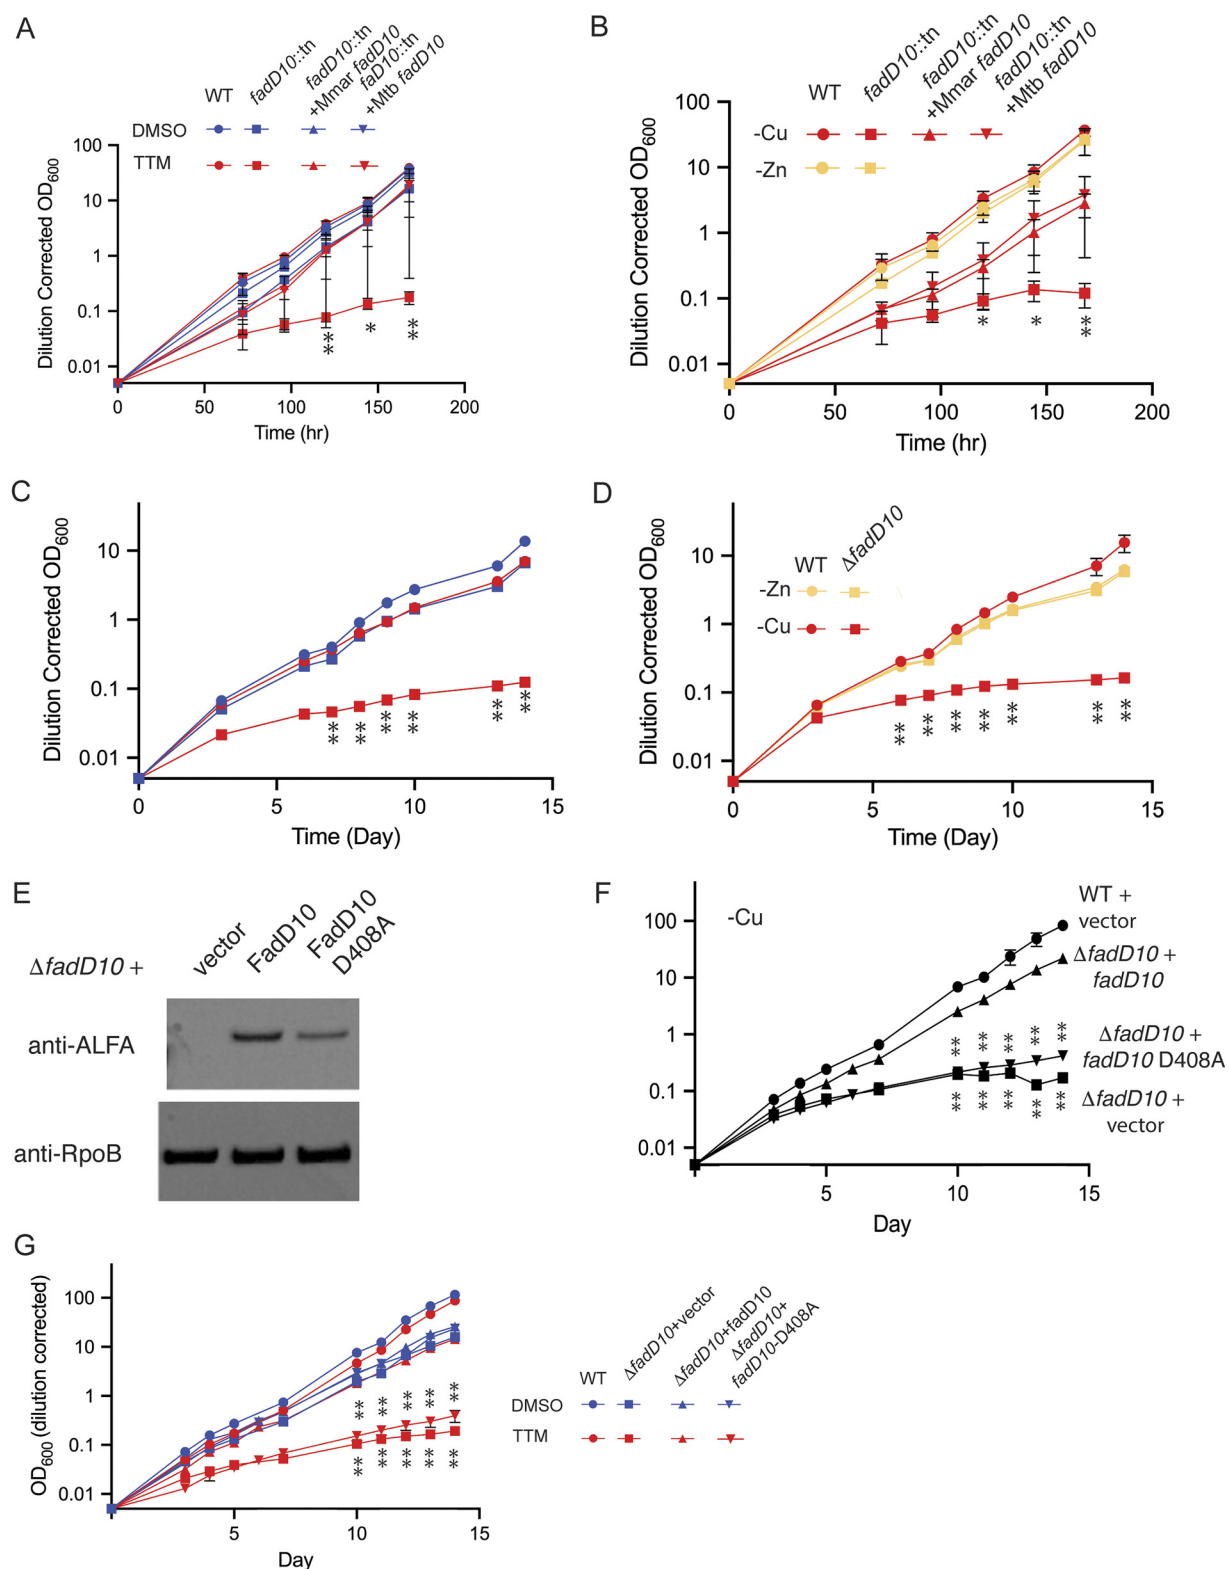 A
WT
fadD10::tn
fadD10::tn
+Mmar fadD10
faD10::tn
+Mtb fadD10
DMSO
TTM
Dilution Corrected OD600
100
10
1
0.1
0.01
**
*
**
0
50
100
150
200
Time (hr)
B
WT
fadD10::tn
fadD10::tn
+Mmar fadD10
fadD10::tn
+Mtb fadD10
-Cu
-Zn
Dilution Corrected OD600
100
10
1
0.1
0.01
*
*
**
0
50
100
150
200
Time (hr)
C
Dilution Corrected OD600
10
1
0.1
0.01
** ** ** ** ** **
0
5
10
15
Time (Day)
D
WT
ΔfadD10
-Zn
-Cu
Dilution Corrected OD600
10
1
0.1
0.01
** ** ** ** ** ** **
0
5
10
15
Time (Day)
E
ΔfadD10 +
vector
FadD10
FadD10
D408A
anti-ALFA
anti-RpoB
F
-Cu
Dilution Corrected OD600
100
10
1
0.1
0.01
WT +
vector
ΔfadD10 +
fadD10
** ** ** ** **
ΔfadD10 +
fadD10 D408A
** ** ** ** **
ΔfadD10 +
vector
5
10
15
Day
G
OD600 (dilution corrected)
100
10
1
0.1
0.01
** ** ** ** **
** ** ** ** **
5
10
15
Day
WT
ΔfadD10+vector
ΔfadD10+fadD10
ΔfadD10+
fadD10-D408A
DMSO
TTM